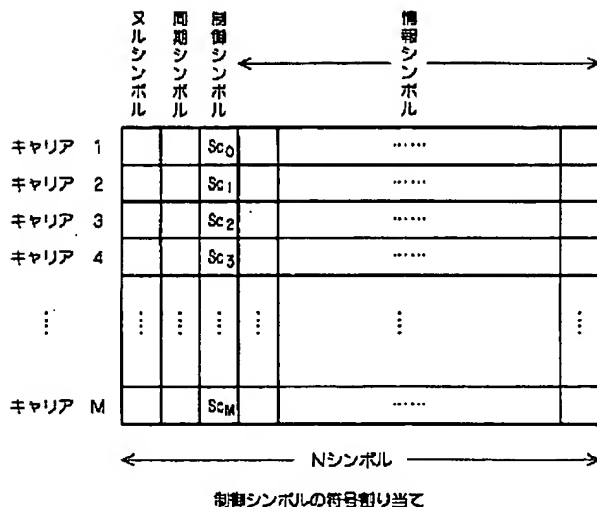 ヌルシンボル
同期シンボル
制御シンボル
情報シンボル
キャリア 1 Sc0 ……
キャリア 2 Sc1 ……
キャリア 3 Sc2 ……
キャリア 4 Sc3 ……
⋮ ⋮ ⋮ ⋮ ⋮ ⋮ ⋮
キャリア M ScM ……
Nシンボル
制御シンボルの符号割り当て